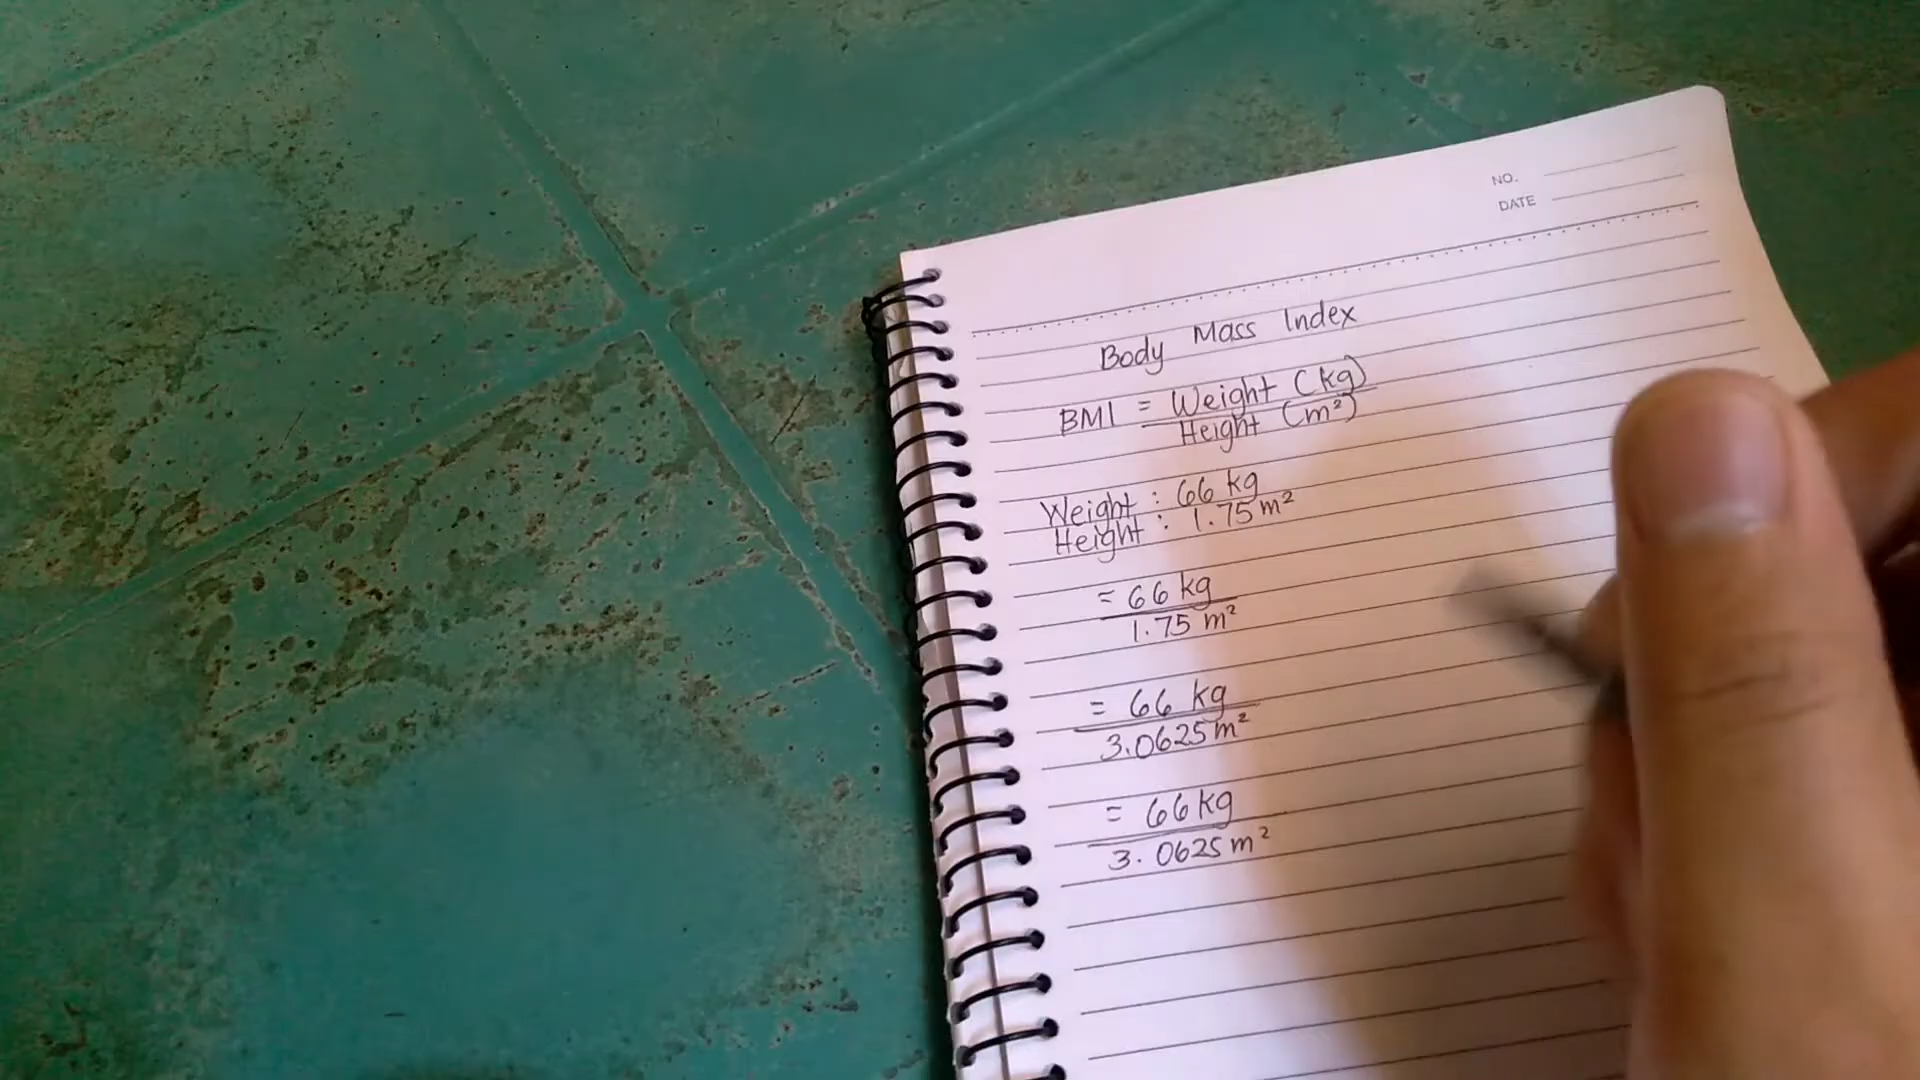 NO.
DATE
Body Mass Index
BMI = Weight (kg)
Height (m²)
Weight : 66 kg
Height : 1.75 m²
= 66 kg
1.75 m²
= 66 kg
3.0625 m²
= 66 kg
3.0625 m²